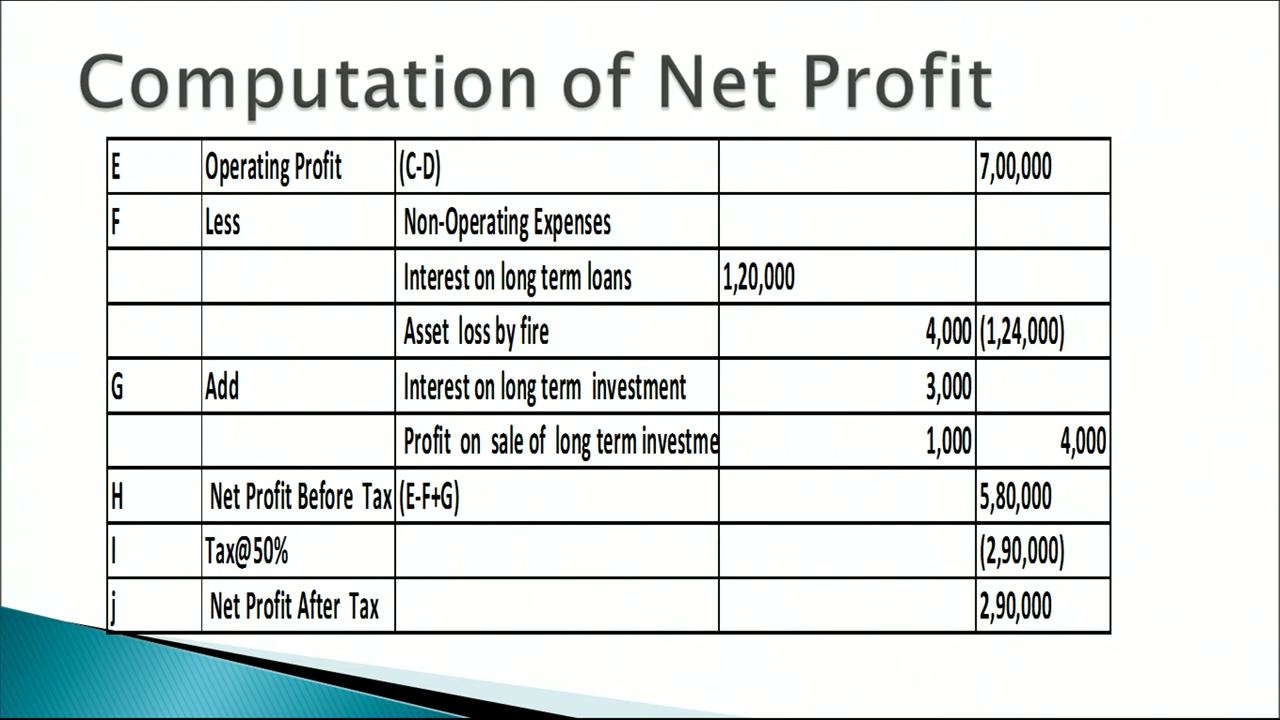 Computation of Net Profit
E Operating Profit (C-D) 7,00,000
F Less Non-Operating Expenses
Interest on long term loans 1,20,000
Asset loss by fire 4,000 (1,24,000)
G Add Interest on long term investment 3,000
Profit on sale of long term investme 1,000 4,000
H Net Profit Before Tax (E-F+G) 5,80,000
I Tax@50% (2,90,000)
j Net Profit After Tax 2,90,000